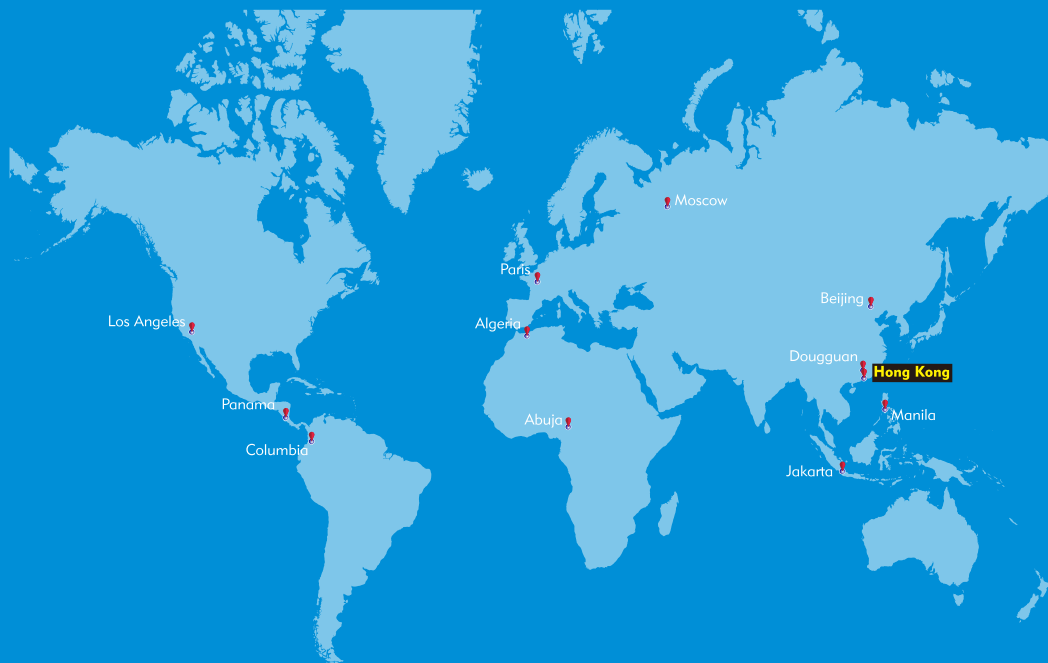 Moscow
Paris
Beijing
Los Angeles
Algeria
Dougguan
Hong Kong
Panama
Manila
Abuja
Columbia
Jakarta